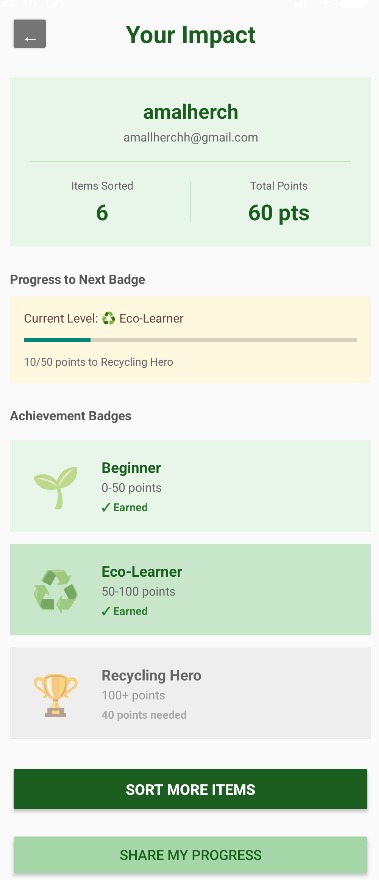 ←
Your Impact
amalherch
amallherchh@gmail.com
Items Sorted
6
Total Points
60 pts
Progress to Next Badge
Current Level: ♻️ Eco-Learner
10/50 points to Recycling Hero
Achievement Badges
Beginner
0-50 points
✓ Earned
Eco-Learner
50-100 points
✓ Earned
Recycling Hero
100+ points
40 points needed
SORT MORE ITEMS
SHARE MY PROGRESS